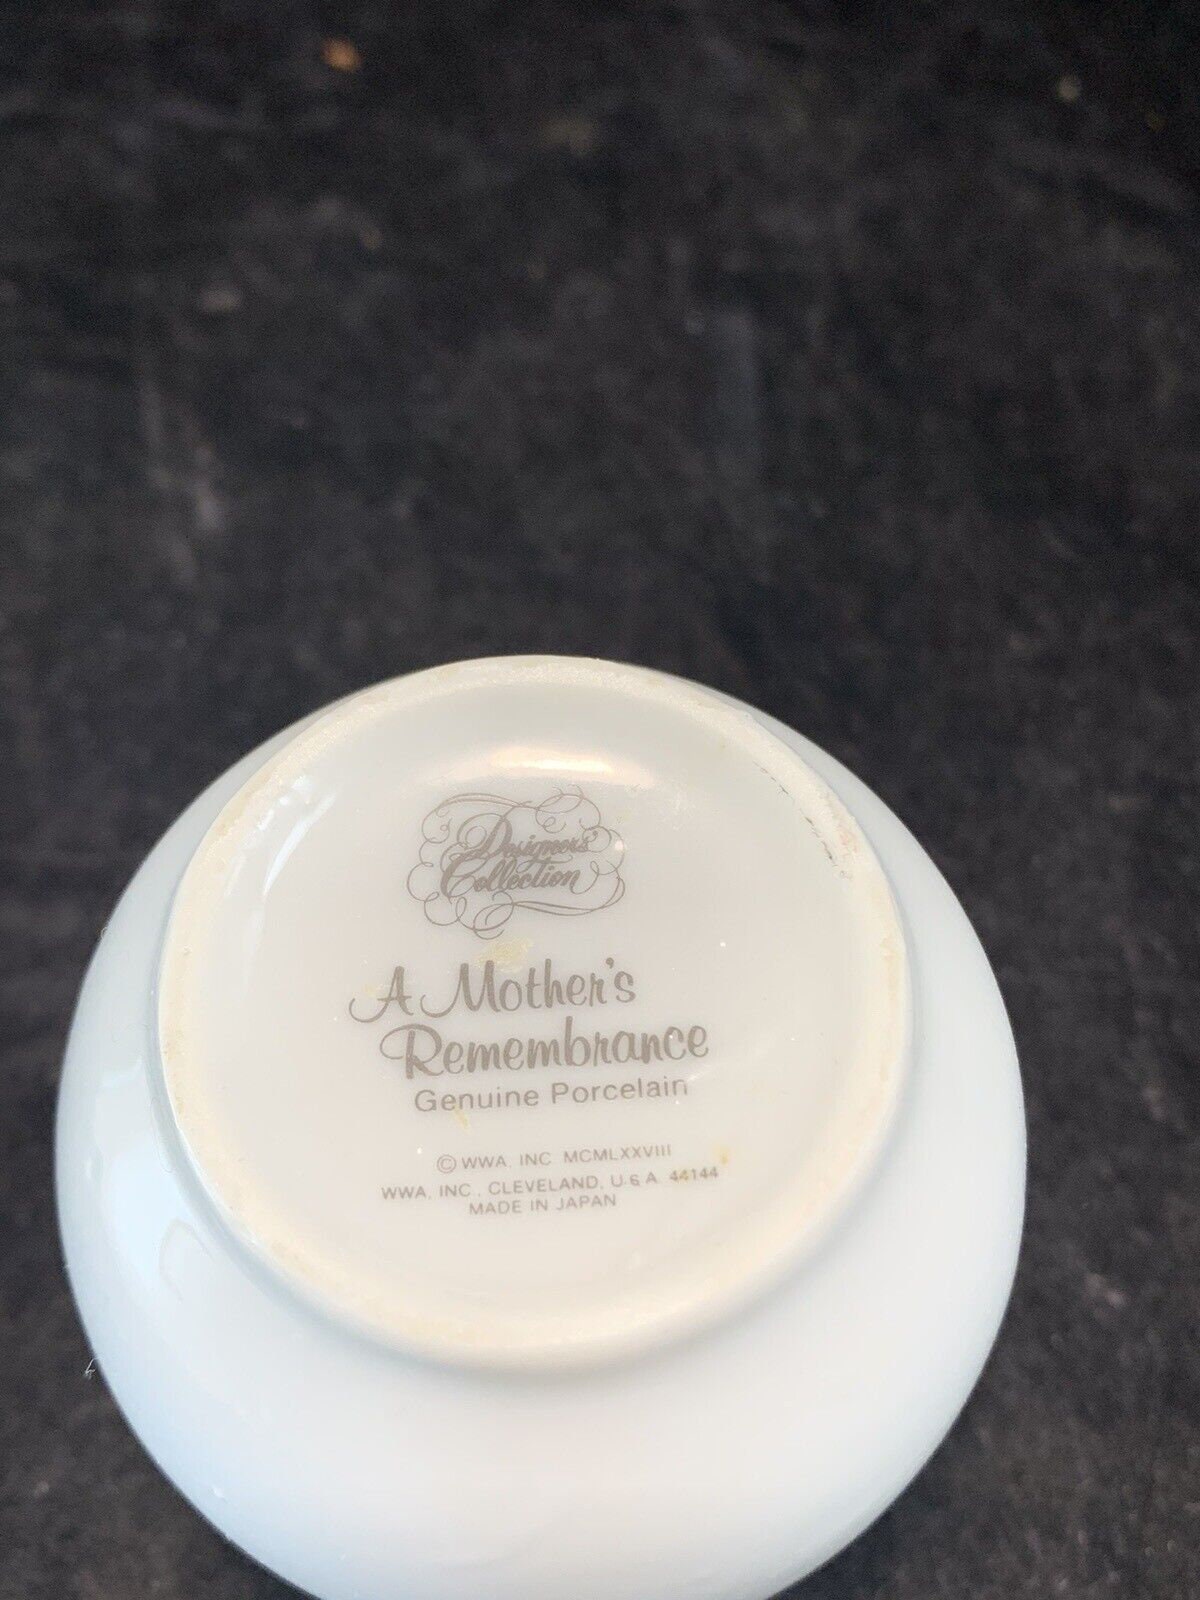 Designers'
Collection
A Mother's
Remembrance
Genuine Porcelain
© WWA, INC MCMLXXVIII
WWA, INC., CLEVELAND, U.S.A. 44144
MADE IN JAPAN